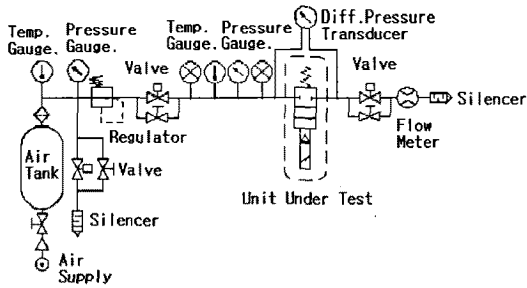 Temp.
Gauge.
Pressure
Gauge.
Temp.
Gauge.
Pressure
Gauge.
Diff.Pressure
Transducer
Valve
Valve
Regulator
Silencer
Flow
Meter
Air
Tank
Valve
Unit Under Test
Silencer
Air
Supply